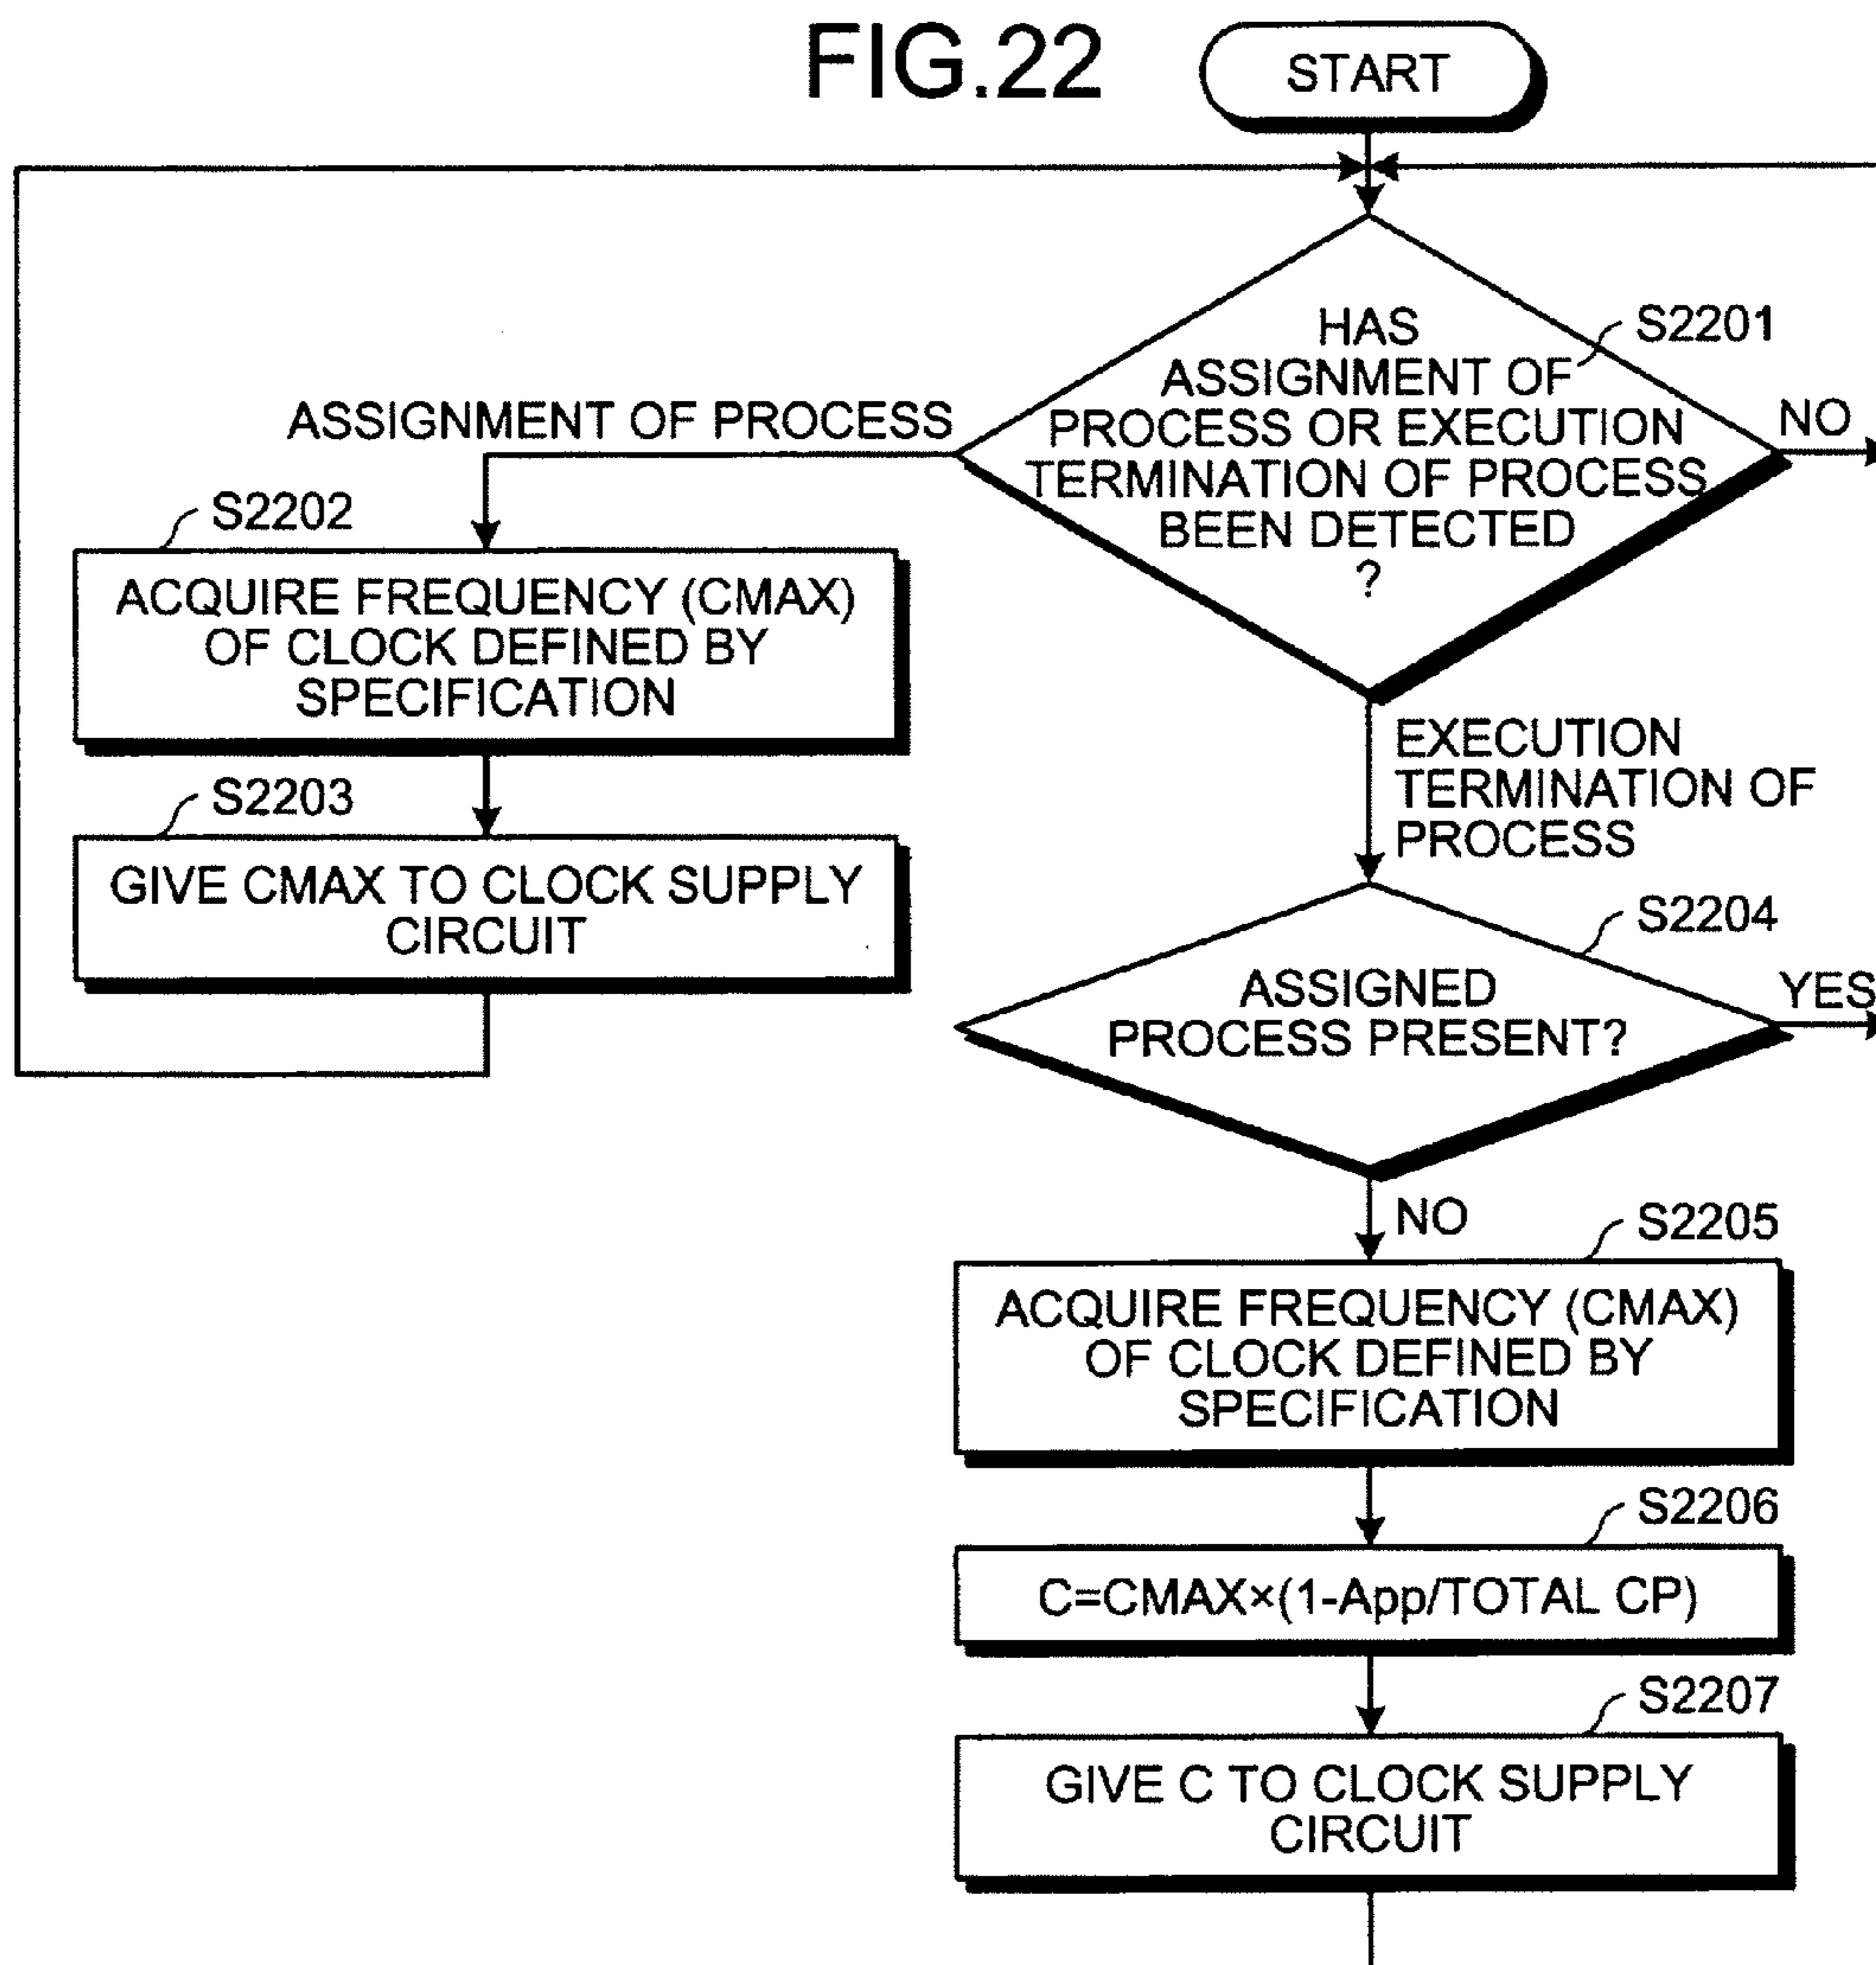 FIG.22
START
HAS
ASSIGNMENT OF
PROCESS OR EXECUTION
TERMINATION OF PROCESS
BEEN DETECTED
?
S2201
NO
ASSIGNMENT OF PROCESS
S2202
ACQUIRE FREQUENCY (CMAX)
OF CLOCK DEFINED BY
SPECIFICATION
S2203
GIVE CMAX TO CLOCK SUPPLY
CIRCUIT
EXECUTION
TERMINATION OF
PROCESS
S2204
ASSIGNED
PROCESS PRESENT?
YES
NO
S2205
ACQUIRE FREQUENCY (CMAX)
OF CLOCK DEFINED BY
SPECIFICATION
S2206
C=CMAX×(1-App/TOTAL CP)
S2207
GIVE C TO CLOCK SUPPLY
CIRCUIT